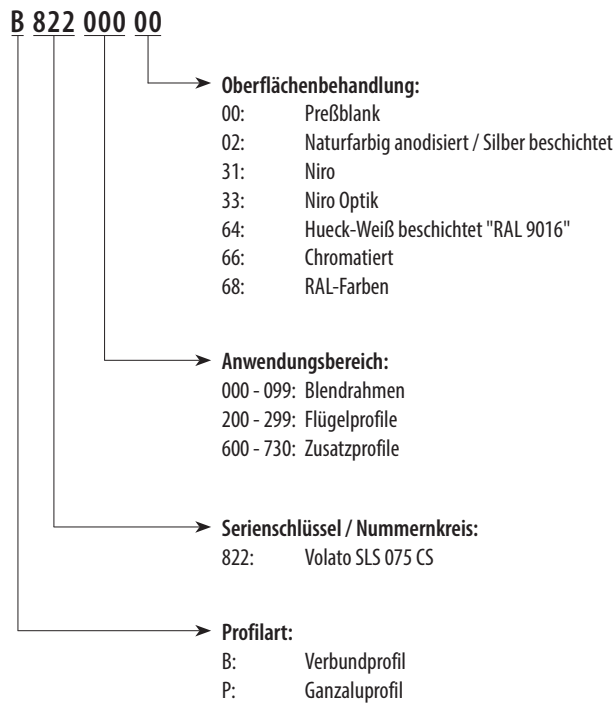 B 822 000 00
Oberflächenbehandlung:
00: Preßblank
02: Naturfarbig anodisiert / Silber beschichtet
31: Niro
33: Niro Optik
64: Hueck-Weiß beschichtet "RAL 9016"
66: Chromatiert
68: RAL-Farben
Anwendungsbereich:
000 - 099: Blendrahmen
200 - 299: Flügelprofile
600 - 730: Zusatzprofile
Serienschlüssel / Nummernkreis:
822: Volato SLS 075 CS
Profilart:
B: Verbundprofil
P: Ganzaluprofil